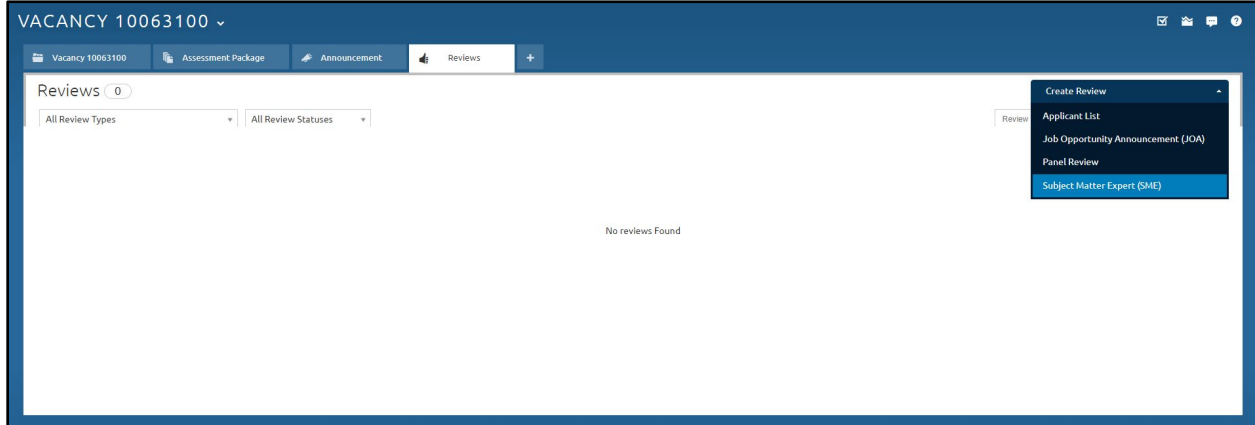 VACANCY 10063100
Vacancy 10063100 Assessment Package Announcement Reviews +
Reviews 0
Create Review
All Review Types All Review Statuses Review
Applicant List
Job Opportunity Announcement (JOA)
Panel Review
Subject Matter Expert (SME)
No reviews Found